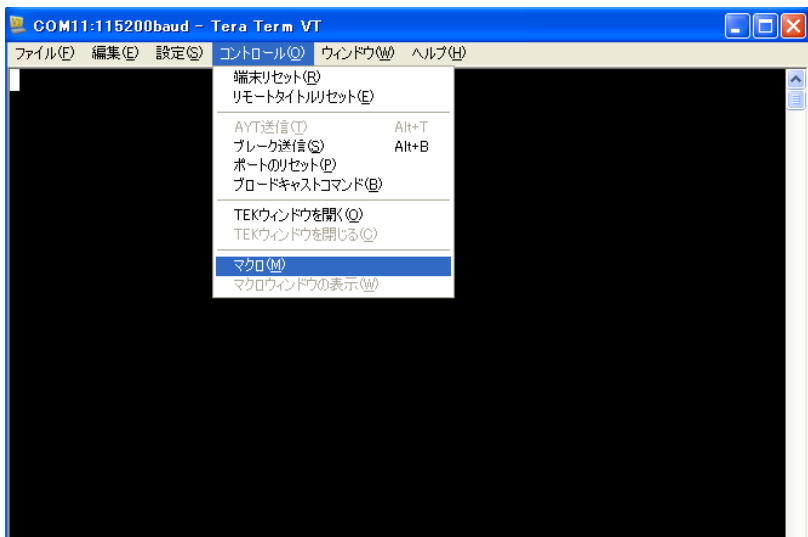 COM11:115200baud - Tera Term VT
ファイル(F) 編集(E) 設定(S) コントロール(O) ウィンドウ(W) ヘルプ(H)
端末リセット(R)
リモートタイトルリセット(E)
AYT送信(T) Alt+T
ブレーク送信(S) Alt+B
ポートのリセット(P)
ブロードキャストコマンド(B)
TEKウィンドウを開く(O)
TEKウィンドウを閉じる(C)
マクロ(M)
マクロウィンドウの表示(W)